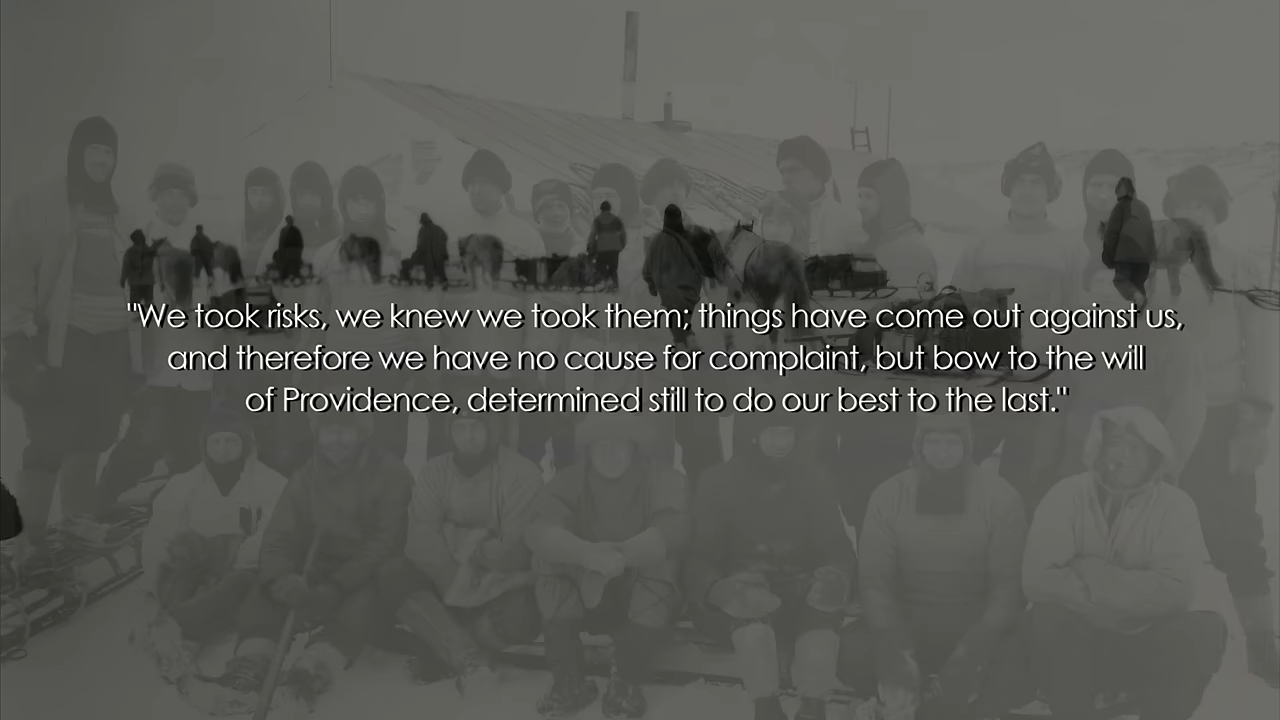 "We took risks, we knew we took them; things have come out against us,
and therefore we have no cause for complaint, but bow to the will
of Providence, determined still to do our best to the last."